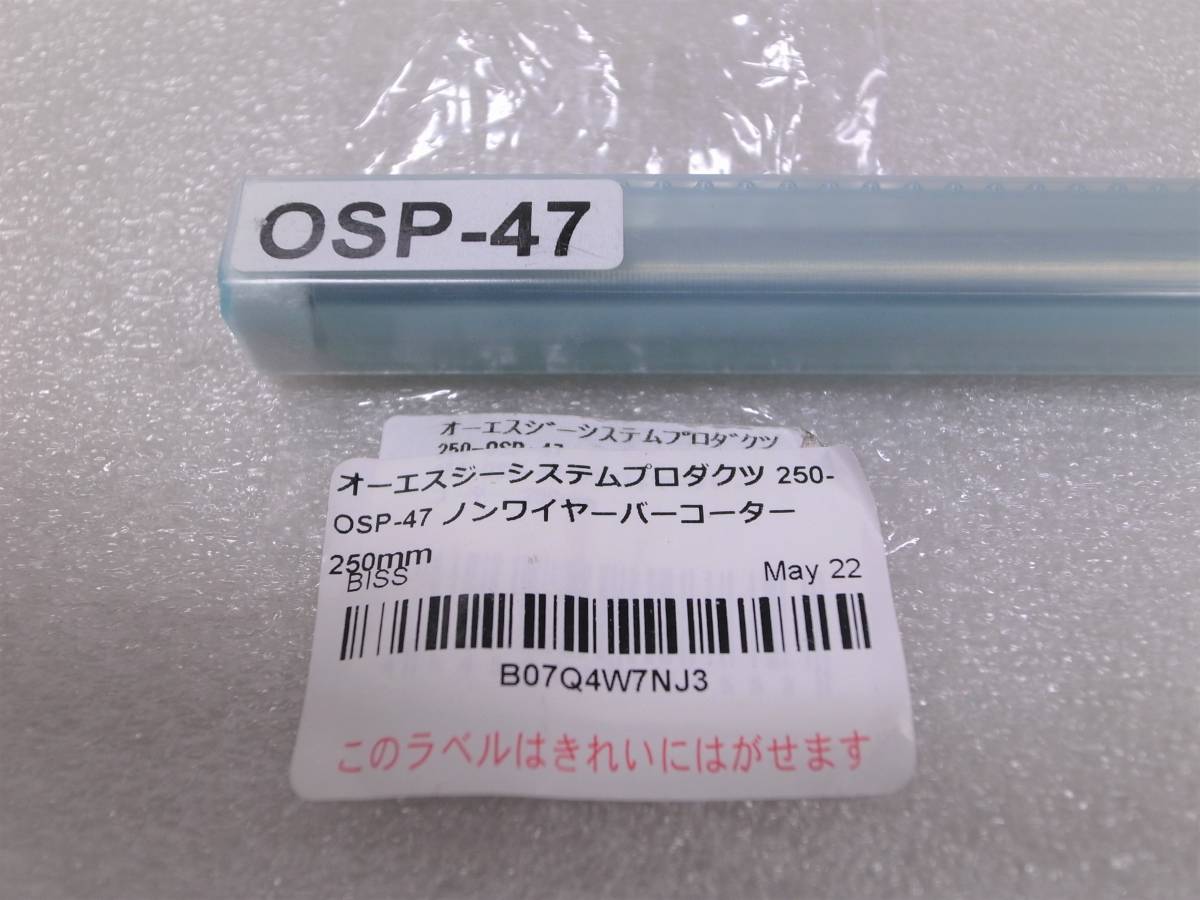 OSP-47
オーエスジーシステムプロダクツ
250-OSP-47
オーエスジーシステムプロダクツ 250-
OSP-47 ノンワイヤーバーコーター
250mm
BISS May 22
B07Q4W7NJ3
このラベルはきれいにはがせます